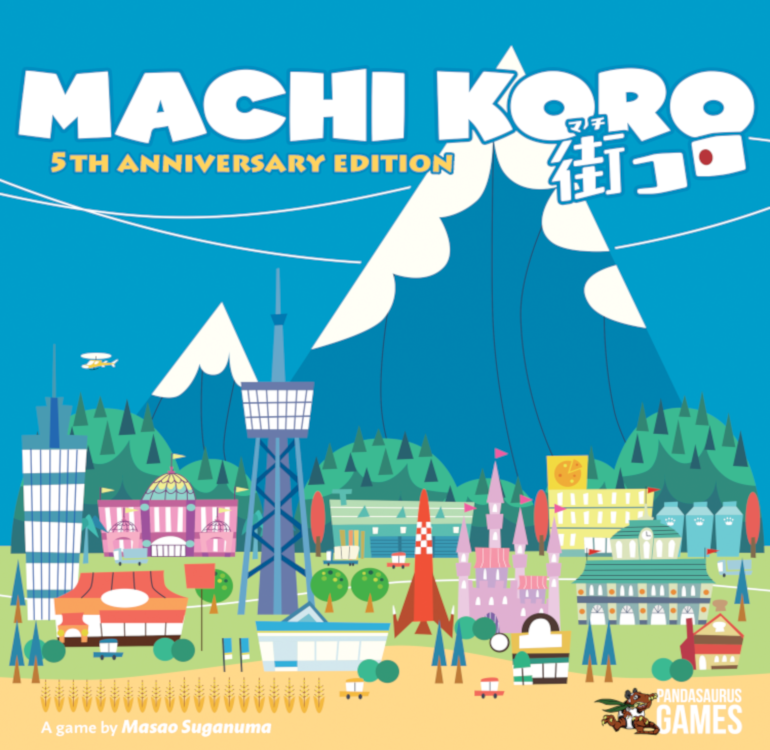 MACHI KORO
5TH ANNIVERSARY EDITION
マチ
街コロ
A game by Masao Suganuma
PANDASAURUS
GAMES